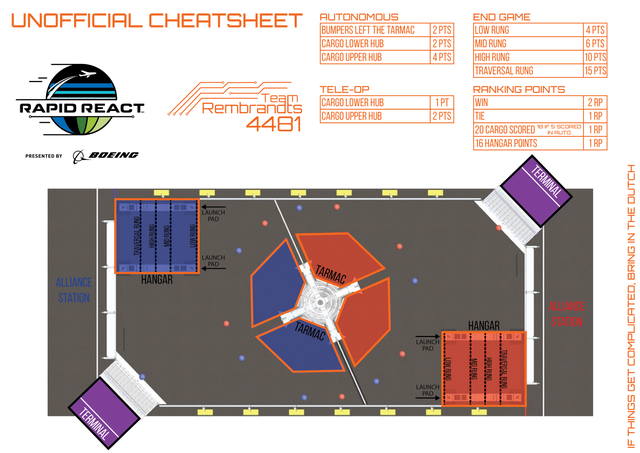 UNOFFICIAL CHEATSHEET
RAPID REACT
PRESENTED BY BOEING
Team
Rembrandts
4481
AUTONOMOUS
BUMPERS LEFT THE TARMAC 2 PTS
CARGO LOWER HUB 2 PTS
CARGO UPPER HUB 4 PTS
TELE-OP
CARGO LOWER HUB 1 PT
CARGO UPPER HUB 2 PTS
END GAME
LOW RUNG 4 PTS
MID RUNG 6 PTS
HIGH RUNG 10 PTS
TRAVERSAL RUNG 15 PTS
RANKING POINTS
WIN 2 RP
TIE 1 RP
20 CARGO SCORED 18 IF 5 SCORED IN AUTO 1 RP
16 HANGAR POINTS 1 RP
TERMINAL
TRAVERSAL RUNG
HIGH RUNG
MID RUNG
LOW RUNG
LAUNCH
PAD
LAUNCH
PAD
HANGAR
ALLIANCE
STATION
TARMAC
TARMAC
ALLIANCE
STATION
HANGAR
LAUNCH
PAD
LAUNCH
PAD
LOW RUNG
MID RUNG
HIGH RUNG
TRAVERSAL RUNG
TERMINAL
IF THINGS GET COMPLICATED, BRING IN THE DUTCH